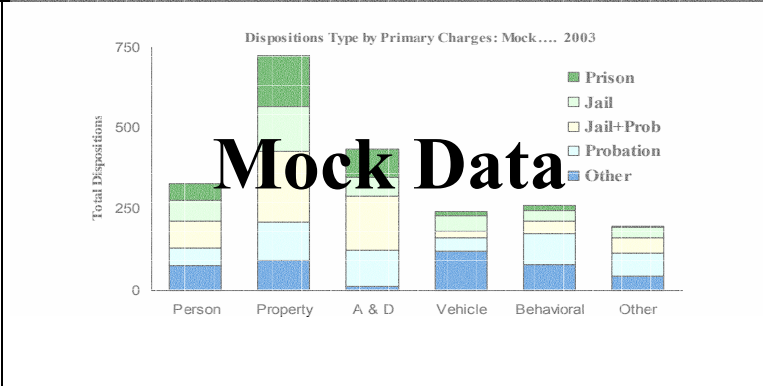 Dispositions Type by Primary Charges: Mock.... 2003
750
500
250
0
Total Dispositions
Prison
Jail
Jail+Prob
Probation
Other
Mock Data
Person Property A & D Vehicle Behavioral Other